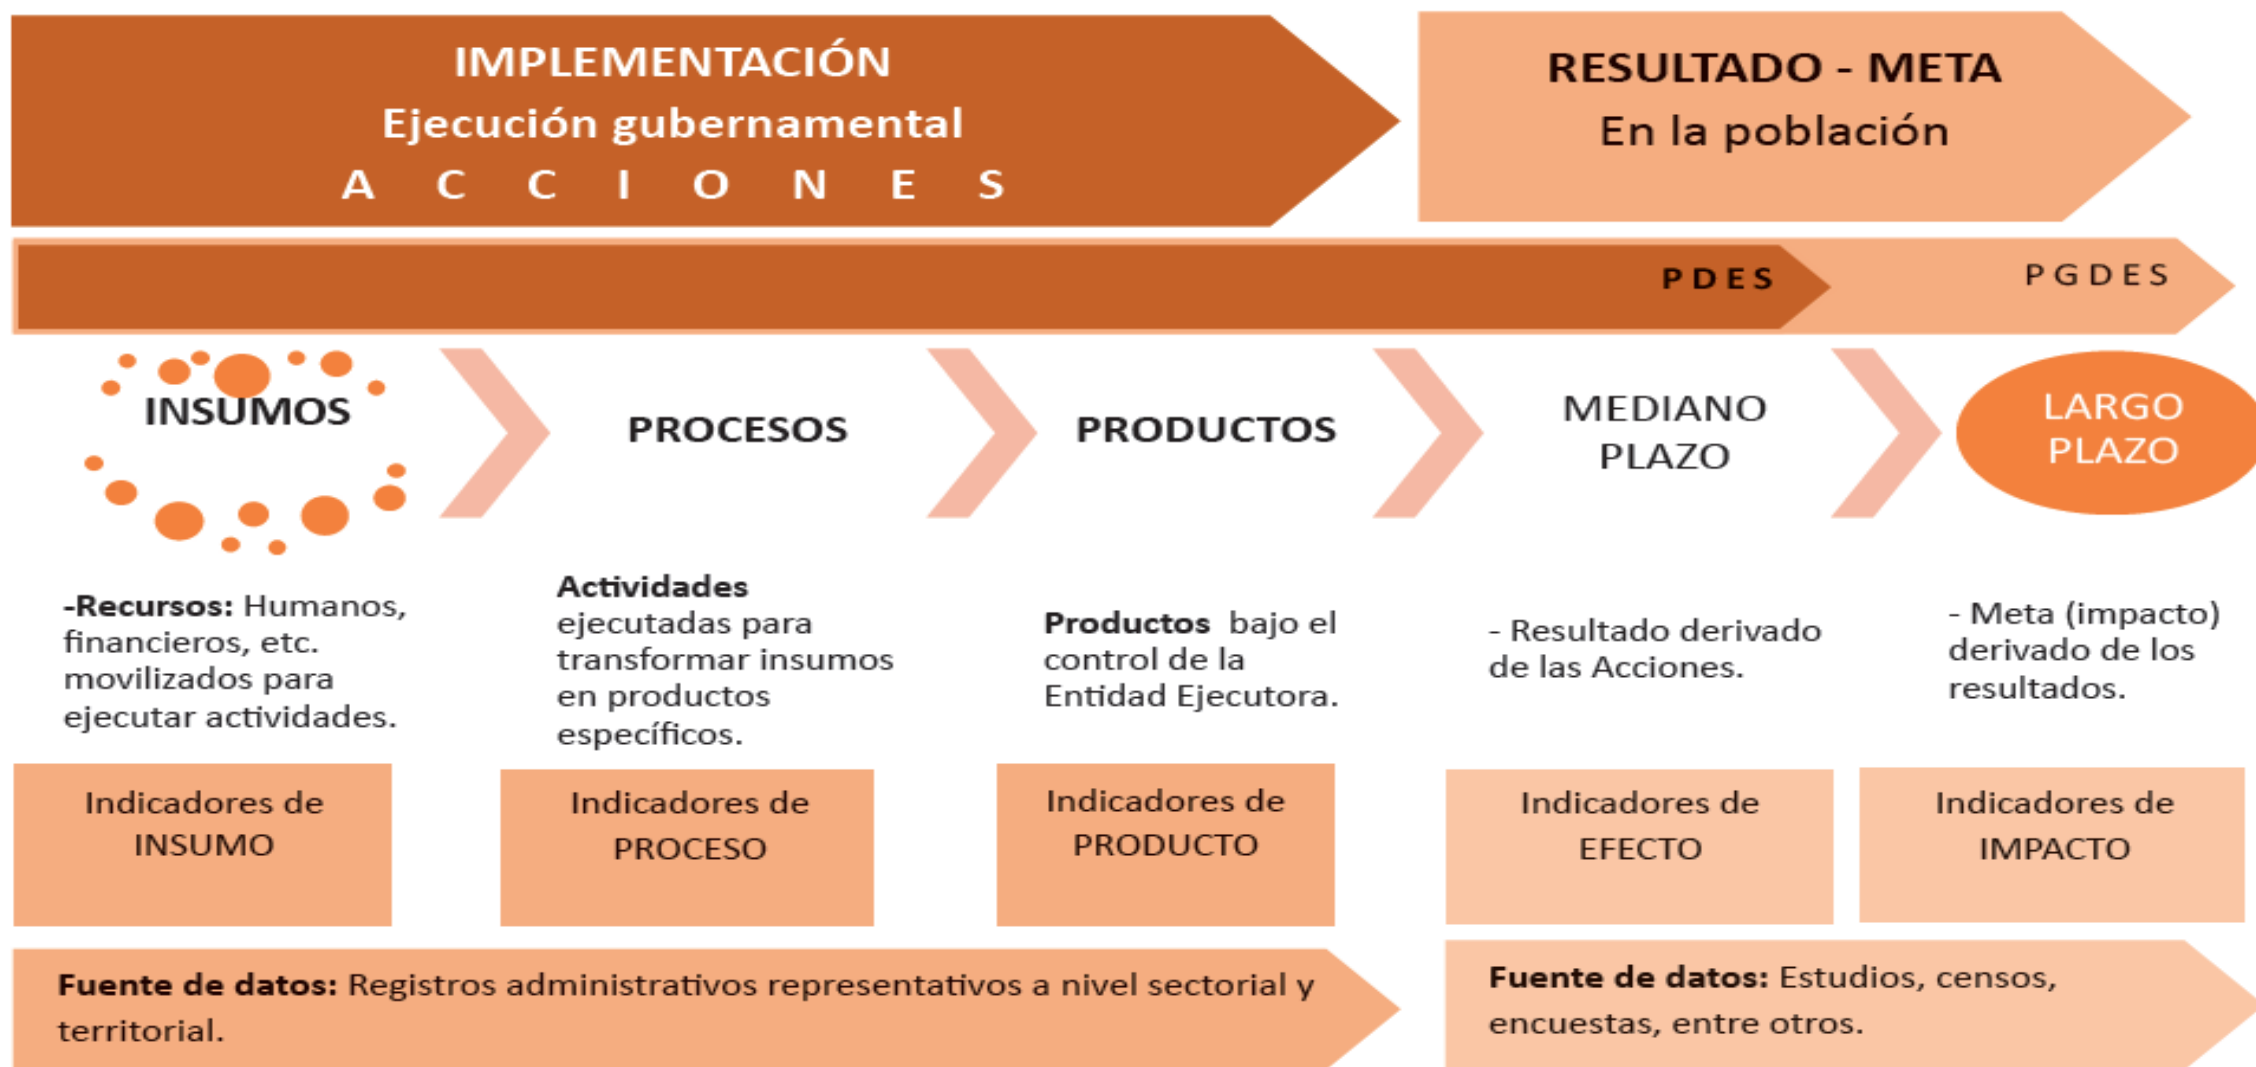 IMPLEMENTACIÓN
Ejecución gubernamental
A C C I O N E S
RESULTADO - META
En la población
P D E S
P G D E S
INSUMOS
PROCESOS
PRODUCTOS
MEDIANO
PLAZO
LARGO
PLAZO
-Recursos: Humanos,
financieros, etc.
movilizados para
ejecutar actividades.
Actividades
ejecutadas para
transformar insumos
en productos
específicos.
Productos bajo el
control de la
Entidad Ejecutora.
- Resultado derivado
de las Acciones.
- Meta (impacto)
derivado de los
resultados.
Indicadores de
INSUMO
Indicadores de
PROCESO
Indicadores de
PRODUCTO
Indicadores de
EFECTO
Indicadores de
IMPACTO
Fuente de datos: Registros administrativos representativos a nivel sectorial y
territorial.
Fuente de datos: Estudios, censos,
encuestas, entre otros.